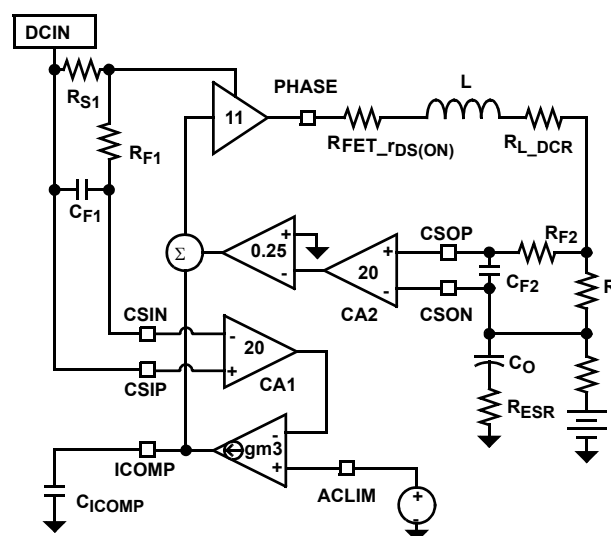 DCIN
RS1
RF1
CF1
11
PHASE
RFET_rDS(ON)
L
RL_DCR
Σ
0.25
+
-
20
+
-
CA2
CSOP
CSON
RF2
CF2
R
CSIN
CSIP
20
-
+
CA1
CO
RESR
ICOMP
CICOMP
gm3
-
+
ACLIM
+
-